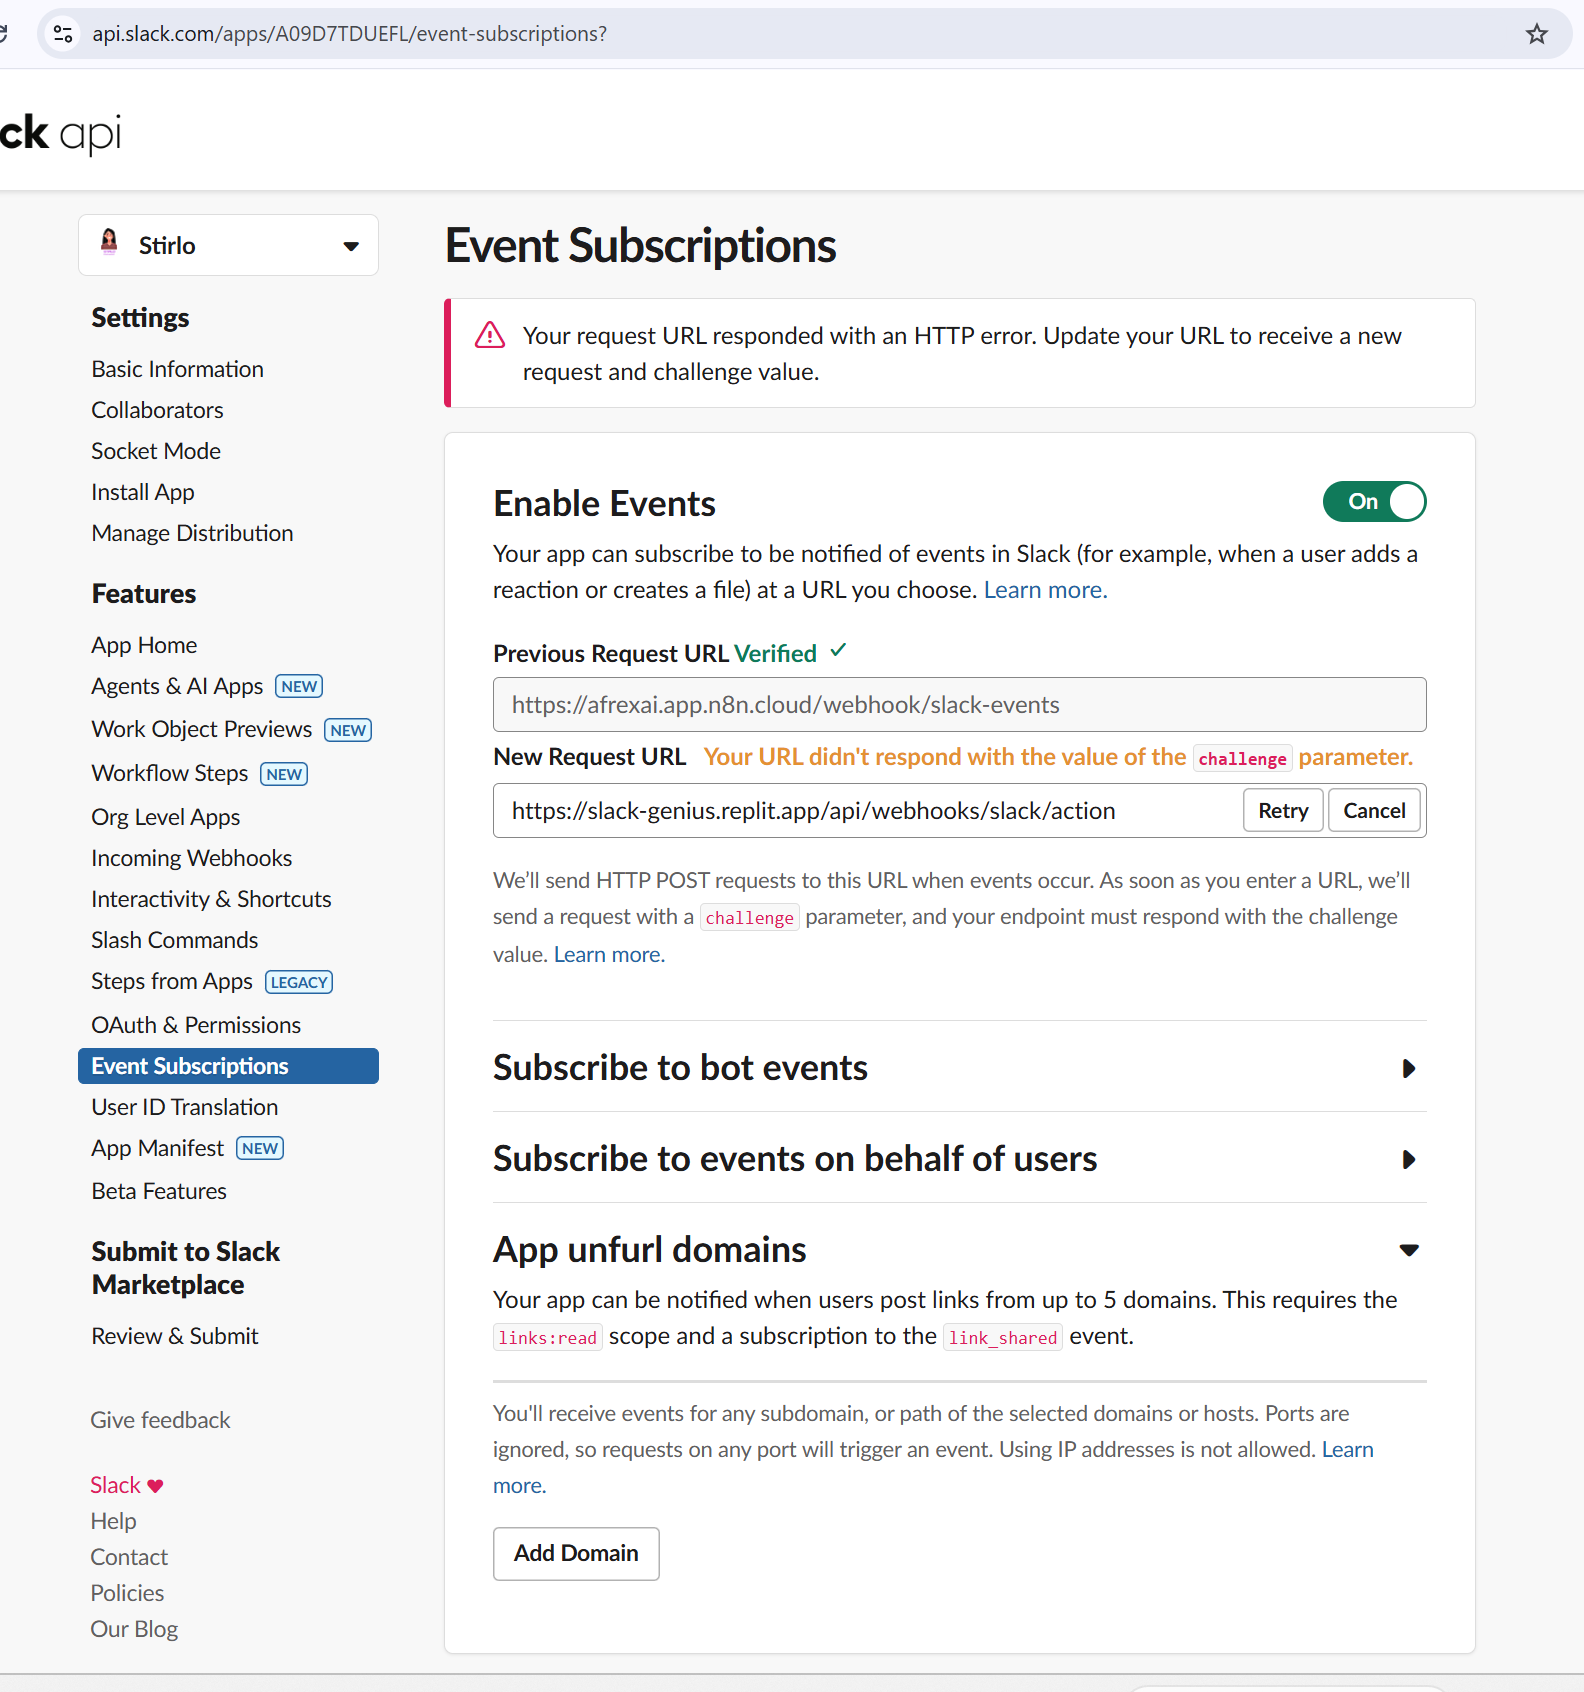 api.slack.com/apps/A09D7TDUEFL/event-subscriptions?
ck api
Stirlo
Settings
Basic Information
Collaborators
Socket Mode
Install App
Manage Distribution
Features
App Home
Agents & AI Apps NEW
Work Object Previews NEW
Workflow Steps NEW
Org Level Apps
Incoming Webhooks
Interactivity & Shortcuts
Slash Commands
Steps from Apps LEGACY
OAuth & Permissions
Event Subscriptions
User ID Translation
App Manifest NEW
Beta Features
Submit to Slack
Marketplace
Review & Submit
Give feedback
Slack
Help
Contact
Policies
Our Blog
Event Subscriptions
Your request URL responded with an HTTP error. Update your URL to receive a new
request and challenge value.
Enable Events
On
Your app can subscribe to be notified of events in Slack (for example, when a user adds a
reaction or creates a file) at a URL you choose. Learn more.
Previous Request URL Verified
https://afrexai.app.n8n.cloud/webhook/slack-events
New Request URL Your URL didn't respond with the value of the challenge parameter.
https://slack-genius.replit.app/api/webhooks/slack/action Retry Cancel
We’ll send HTTP POST requests to this URL when events occur. As soon as you enter a URL, we’ll
send a request with a challenge parameter, and your endpoint must respond with the challenge
value. Learn more.
Subscribe to bot events
Subscribe to events on behalf of users
App unfurl domains
Your app can be notified when users post links from up to 5 domains. This requires the
links:read scope and a subscription to the link_shared event.
You'll receive events for any subdomain, or path of the selected domains or hosts. Ports are
ignored, so requests on any port will trigger an event. Using IP addresses is not allowed. Learn
more.
Add Domain